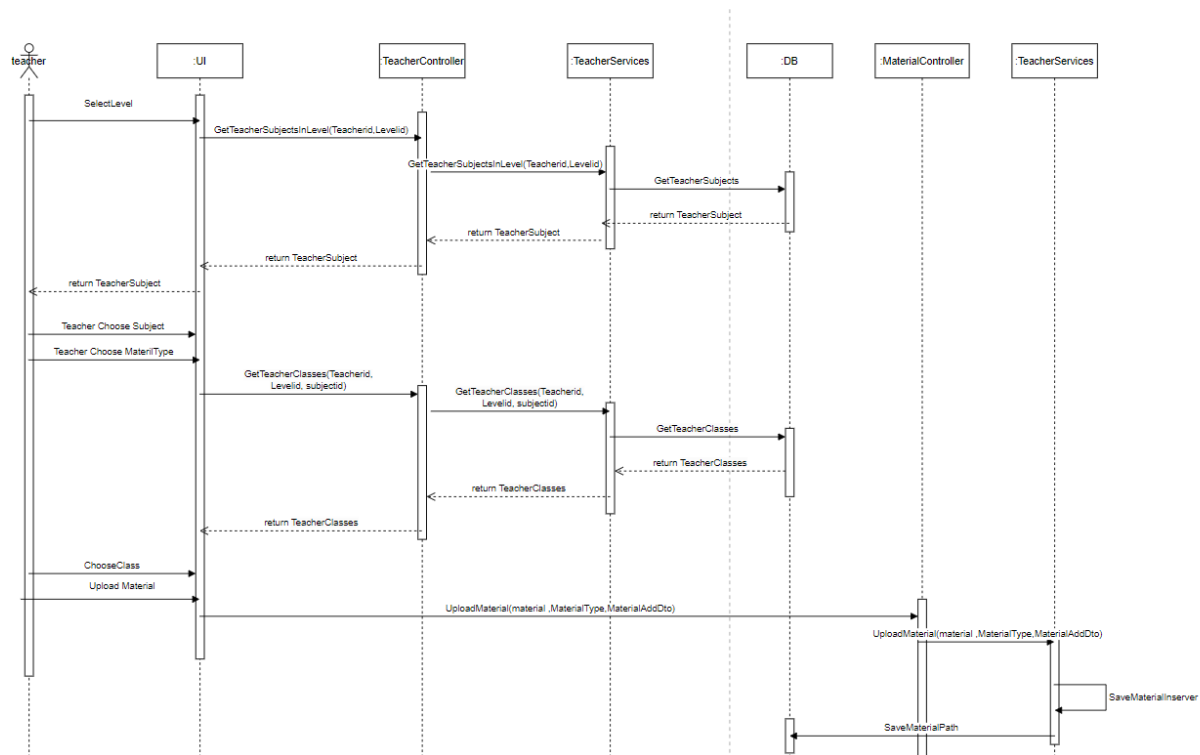 teacher
:UI
:TeacherController
:TeacherServices
:DB
:MaterialController
:TeacherServices
SelectLevel
GetTeacherSubjectsInLevel(Teacherid,Levelid)
GetTeacherSubjectsInLevel(Teacherid,Levelid)
GetTeacherSubjects
return TeacherSubject
return TeacherSubject
return TeacherSubject
return TeacherSubject
Teacher Choose Subject
Teacher Choose MaterilType
GetTeacherClasses(Teacherid,
Levelid, subjectid)
GetTeacherClasses(Teacherid,
Levelid, subjectid)
GetTeacherClasses
return TeacherClasses
return TeacherClasses
return TeacherClasses
ChooseClass
Upload Material
UploadMaterial(material ,MaterialType,MaterialAddDto)
UploadMaterial(material ,MaterialType,MaterialAddDto)
SaveMaterialInserver
SaveMaterialPath